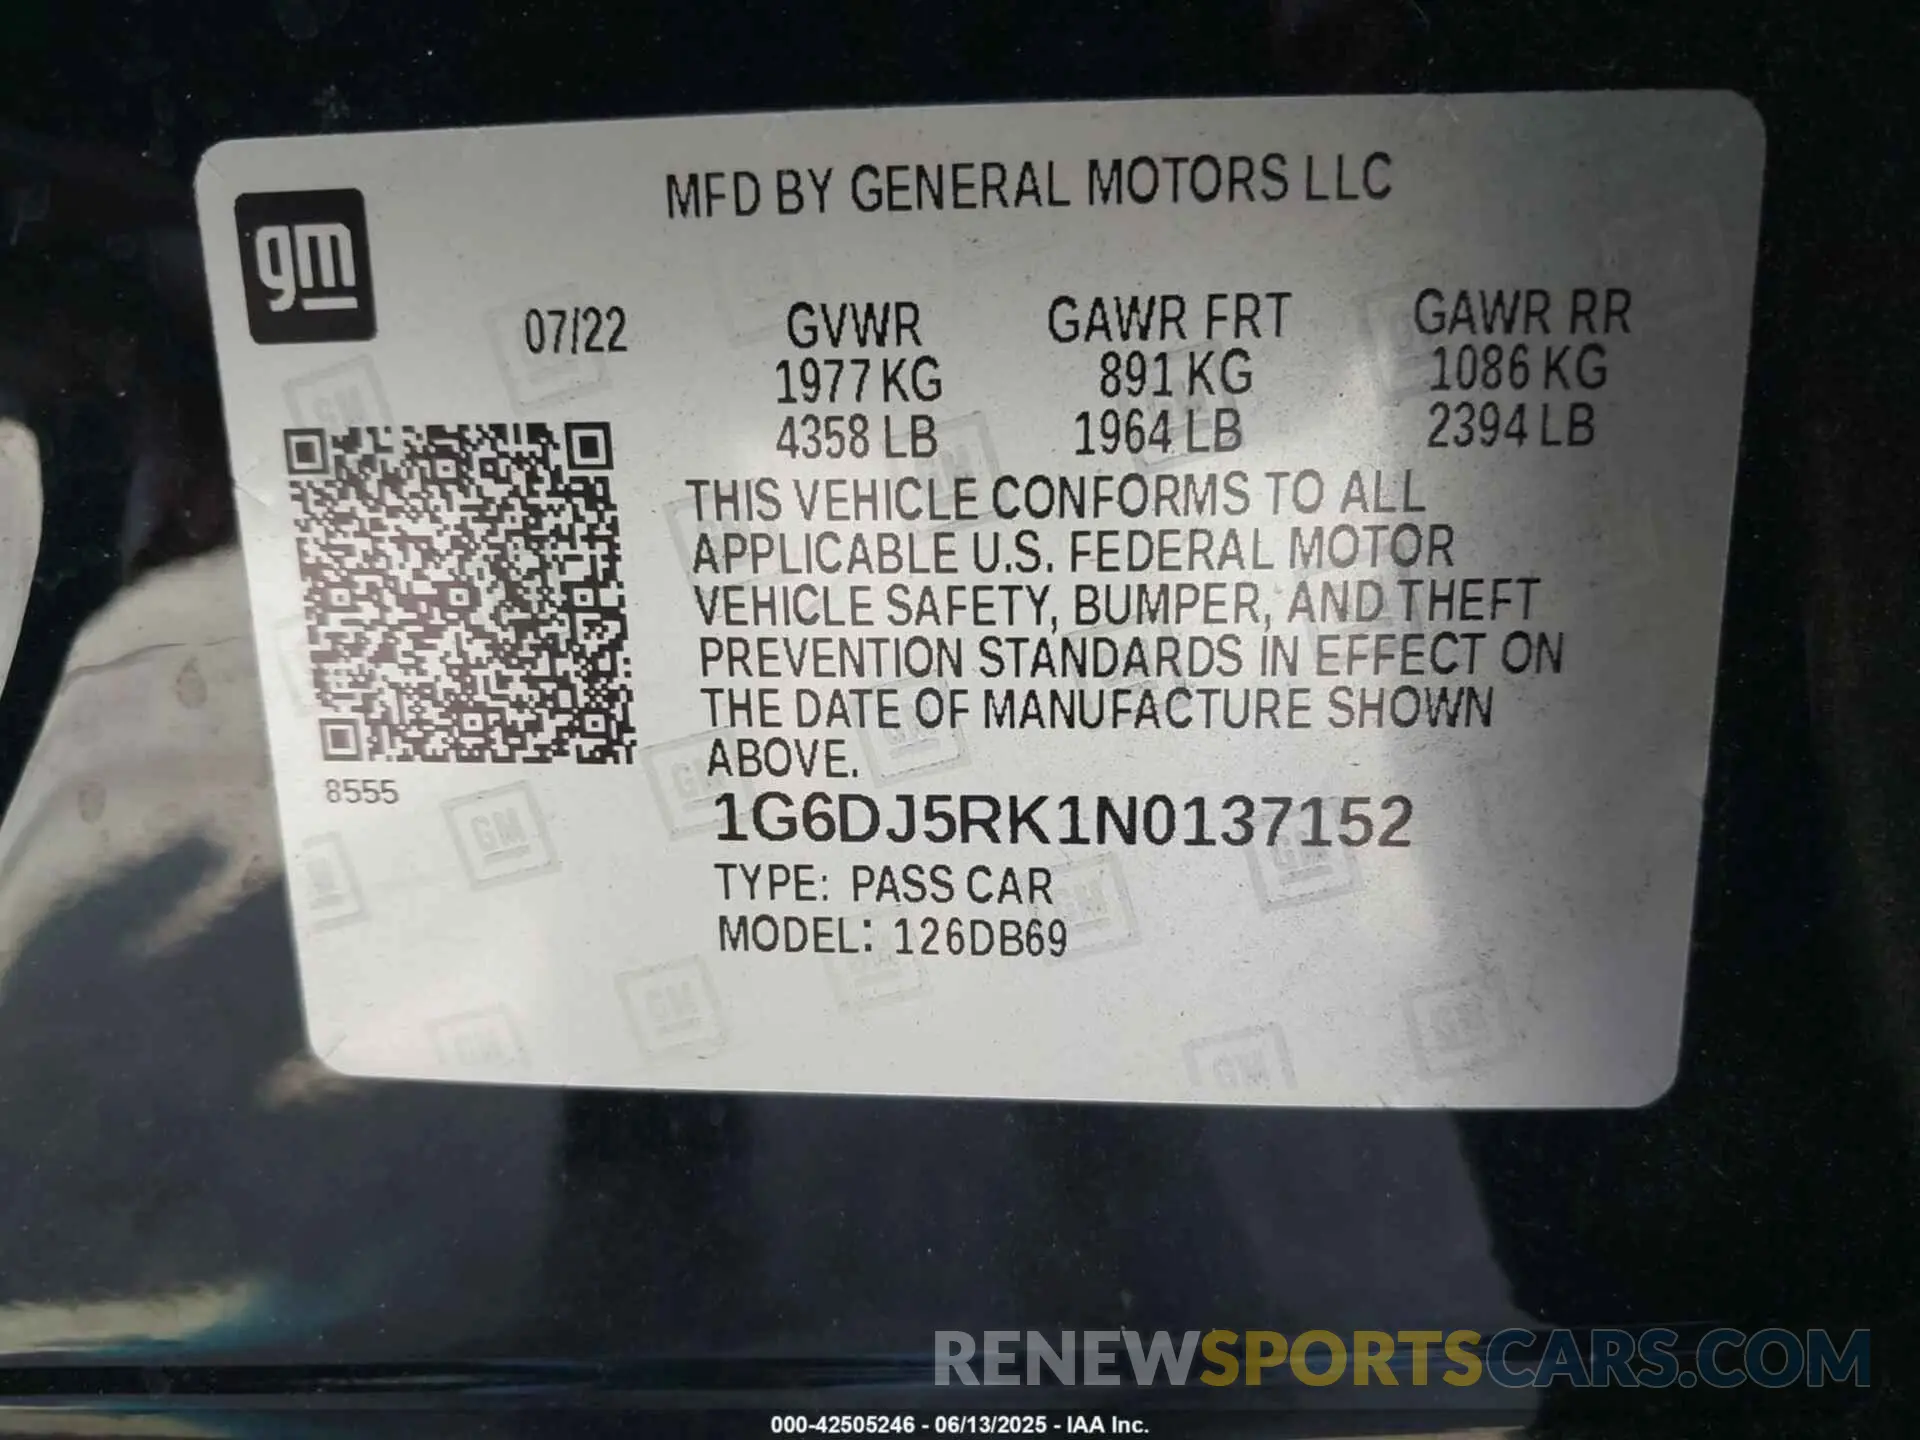 MFD BY GENERAL MOTORS LLC
gm
07/22 GVWR GAWR FRT GAWR RR
1977 KG 891 KG 1086 KG
4358 LB 1964 LB 2394 LB
THIS VEHICLE CONFORMS TO ALL
APPLICABLE U.S. FEDERAL MOTOR
VEHICLE SAFETY, BUMPER, AND THEFT
PREVENTION STANDARDS IN EFFECT ON
THE DATE OF MANUFACTURE SHOWN
ABOVE.
8555
1G6DJ5RK1N0137152
TYPE: PASS CAR
MODEL: 126DB69
RENEWSPORTSCARS.COM
000-42505246 - 06/13/2025 - IAA Inc.